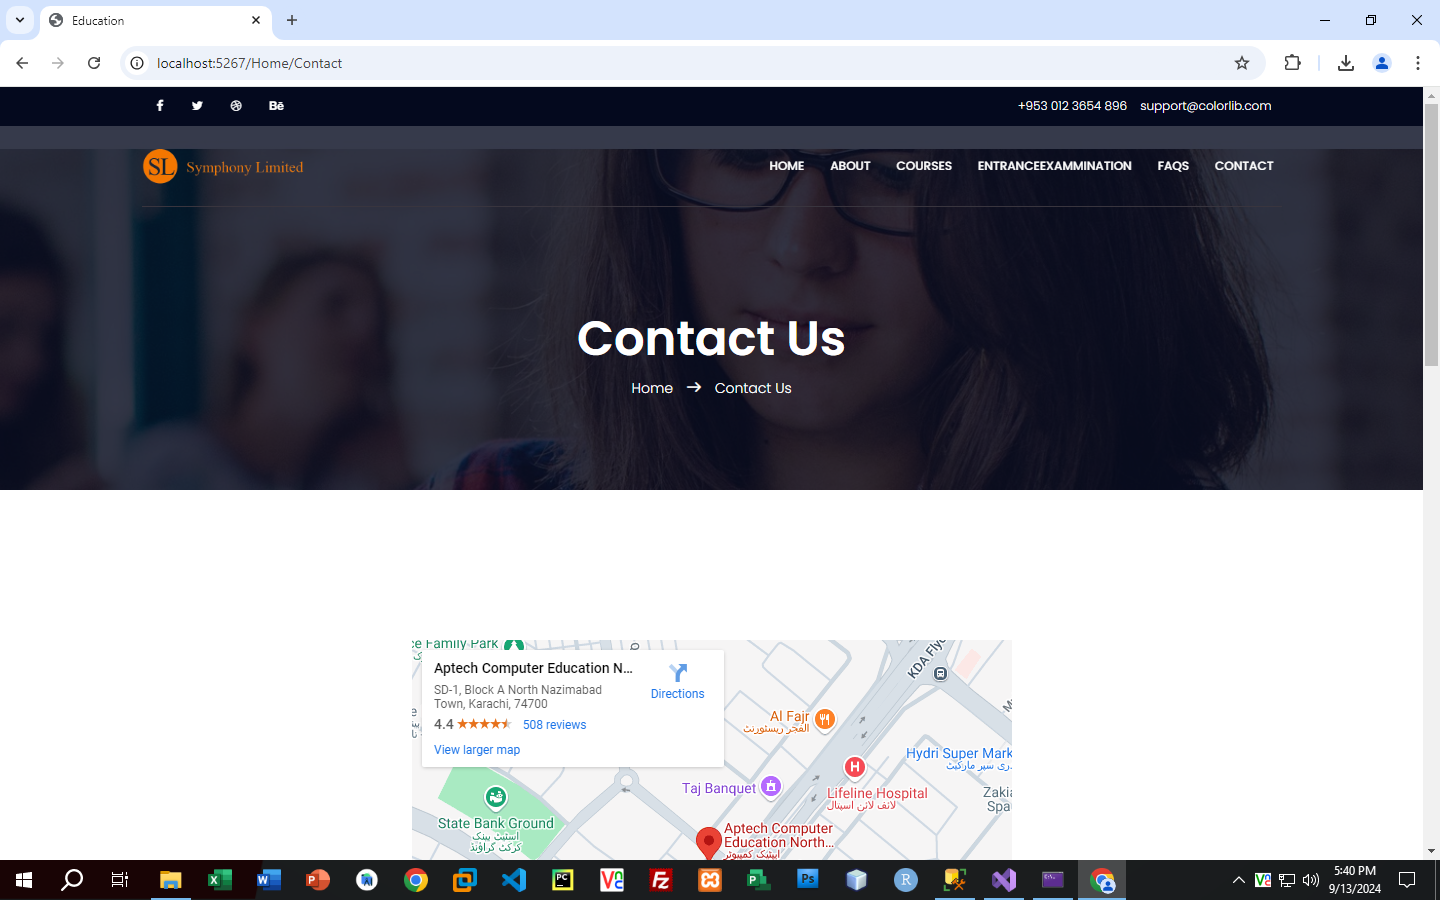 Education
localhost:5267/Home/Contact
+953 012 3654 896 support@colorlib.com
SL Symphony Limited
HOME ABOUT COURSES ENTRANCEEXAMMINATION FAQS CONTACT
Contact Us
Home → Contact Us
ce Family Park
KDA Flyo
Aptech Computer Education N...
SD-1, Block A North Nazimabad
Town, Karachi, 74700
Directions
4.4 508 reviews
View larger map
Al Fajr
الفجر ریسٹورنٹ
Hydri Super Mark
دری سپر مارکیٹ
Taj Banquet
Lifeline Hospital
لائف لائن اسپتال
Zakia
Spa
State Bank Ground
اسٹیٹ بینک
کرکٹ گراؤنڈ
Aptech Computer
Education North...
ایپٹیک کمپیوٹر
5:40 PM
9/13/2024